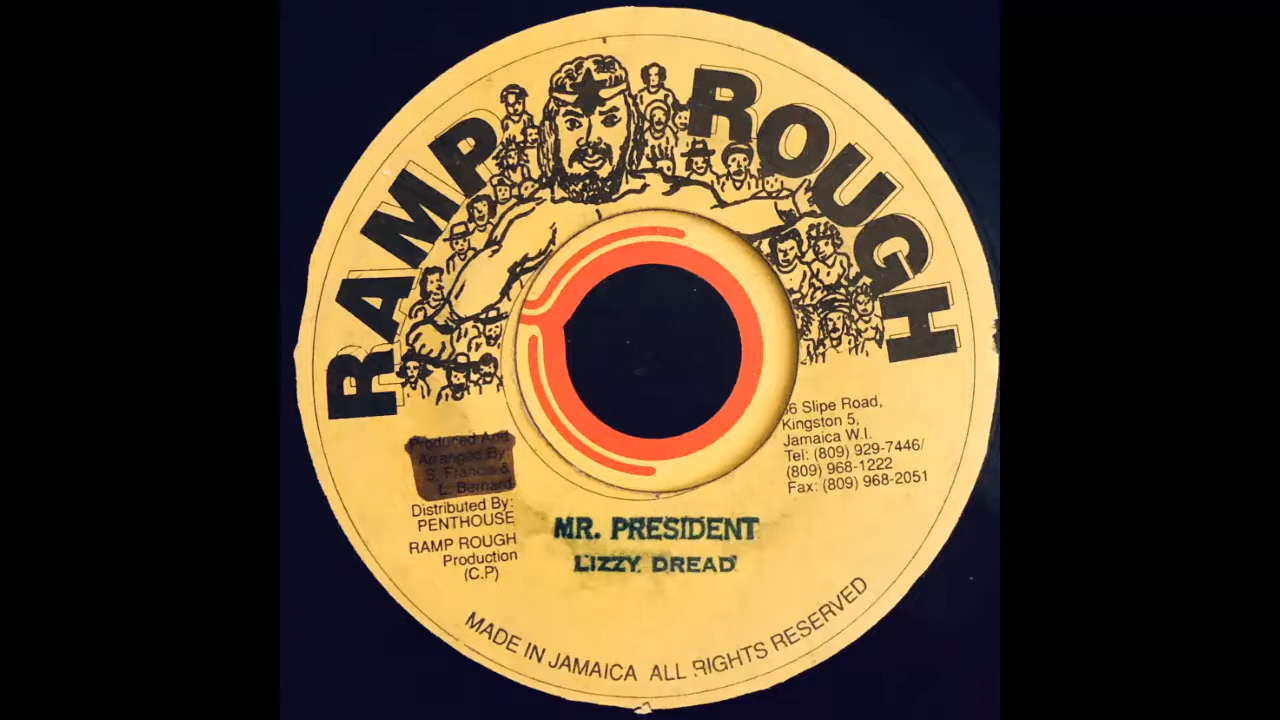 RAMP ROUGH
Produced And
Arranged By:
S. Francis &
L. Bernard
Distributed By:
PENTHOUSE
RAMP ROUGH
Production
(C.P)
6 Slipe Road,
Kingston 5,
Jamaica W.I.
Tel: (809) 929-7446/
(809) 968-1222
Fax: (809) 968-2051
MR. PRESIDENT
LIZZY DREAD
MADE IN JAMAICA ALL RIGHTS RESERVED